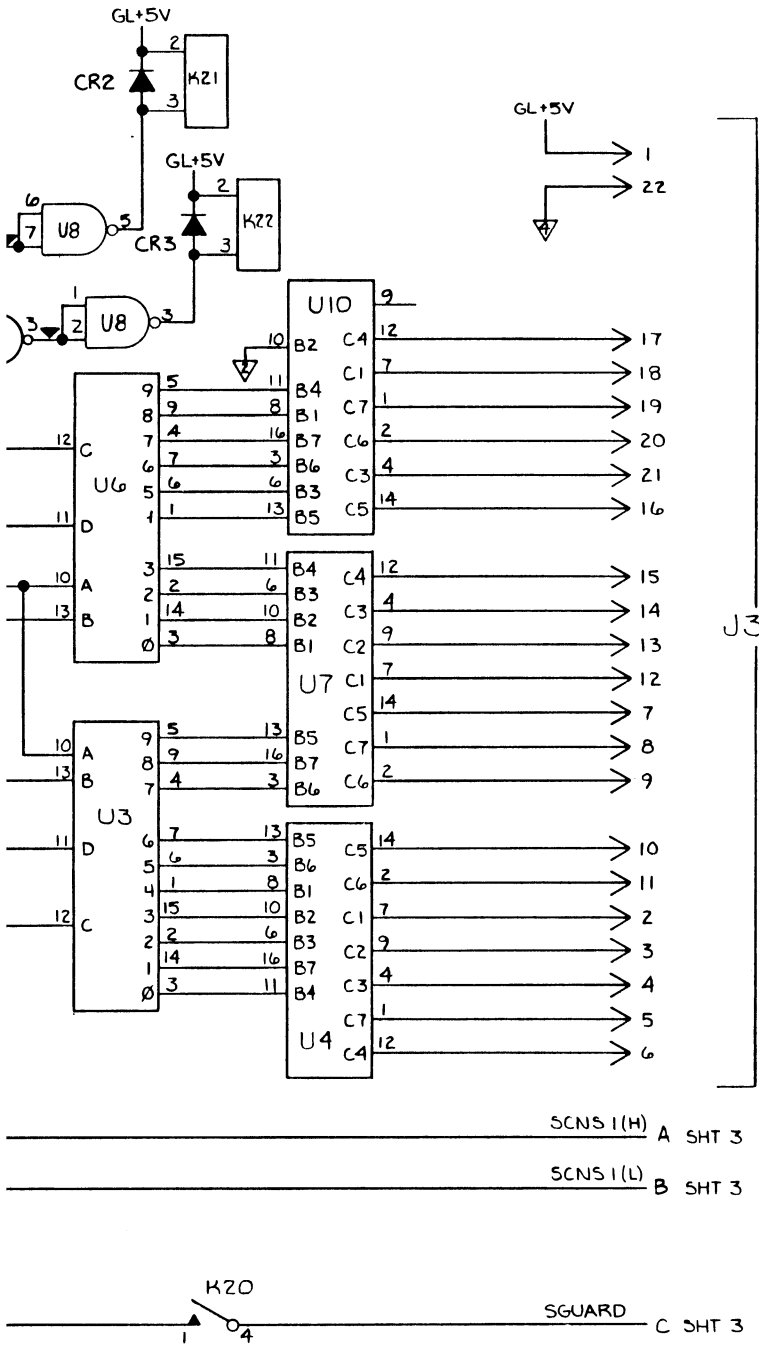 GL+5V
2
CR2
K21
3
GL+5V
1
22
4
GL+5V
2
CR3
K22
3
6
7
U8
5
1
3
2
U8
3
U10
9
10 B2
2
C4 12 17
C1 7 18
C7 1 19
C6 2 20
C3 4 21
C5 14 16
9 5 11 B4
8 9 8 B1
7 4 16 B7
6 7 3 B6
5 6 6 B3
4 1 13 B5
12 C
U6
11 D
10 A
13 B
3 15 11 B4
2 2 6 B3
1 14 10 B2
Ø 3 8 B1
U7
C4 12 15
C3 4 14
C2 9 13
C1 7 12
C5 14 7
C7 1 8
C6 2 9
J3
9 5 13 B5
8 9 16 B7
7 4 3 B6
10 A
13 B
U3
11 D
12 C
6 7 13 B5
5 6 3 B6
4 1 8 B1
3 15 10 B2
2 2 6 B3
1 14 16 B7
Ø 3 11 B4
U4
C5 14 10
C6 2 11
C1 7 2
C2 9 3
C3 4 4
C7 1 5
C4 12 6
SCNS 1(H) A SHT 3
SCNS 1(L) B SHT 3
K20
1 4
SGUARD C SHT 3